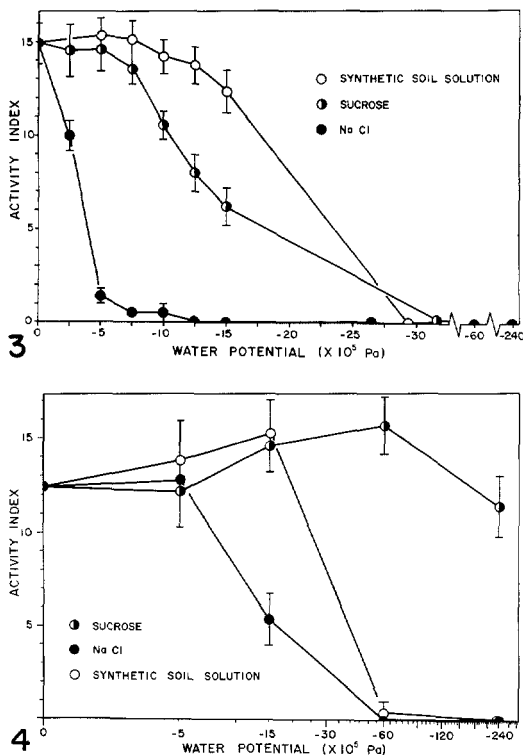 15
10
5
0
ACTIVITY INDEX
SYNTHETIC SOIL SOLUTION
SUCROSE
Na Cl
0 -5 -10 -15 -25 -30 -60 -240
WATER POTENTIAL (X 10⁵ Pa)
3
15
10
5
0
ACTIVITY INDEX
SUCROSE
Na Cl
SYNTHETIC SOIL SOLUTION
0 -5 -15 -30 -60 -120 -240
WATER POTENTIAL (X 10⁵ Pa)
4